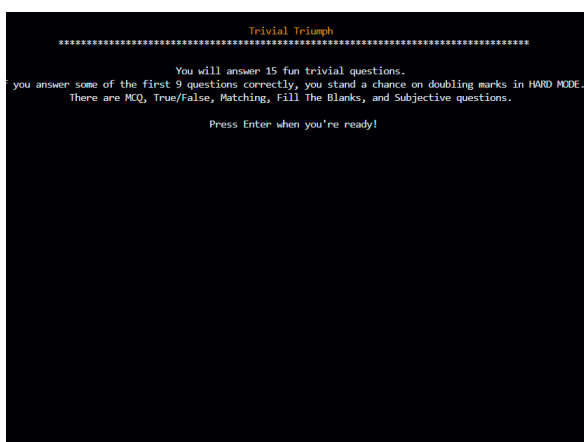 Trivial Triumph
************************************************************************************
You will answer 15 fun trivial questions.
f you answer some of the first 9 questions correctly, you stand a chance on doubling marks in HARD MODE.
There are MCQ, True/False, Matching, Fill The Blanks, and Subjective questions.
Press Enter when you're ready!